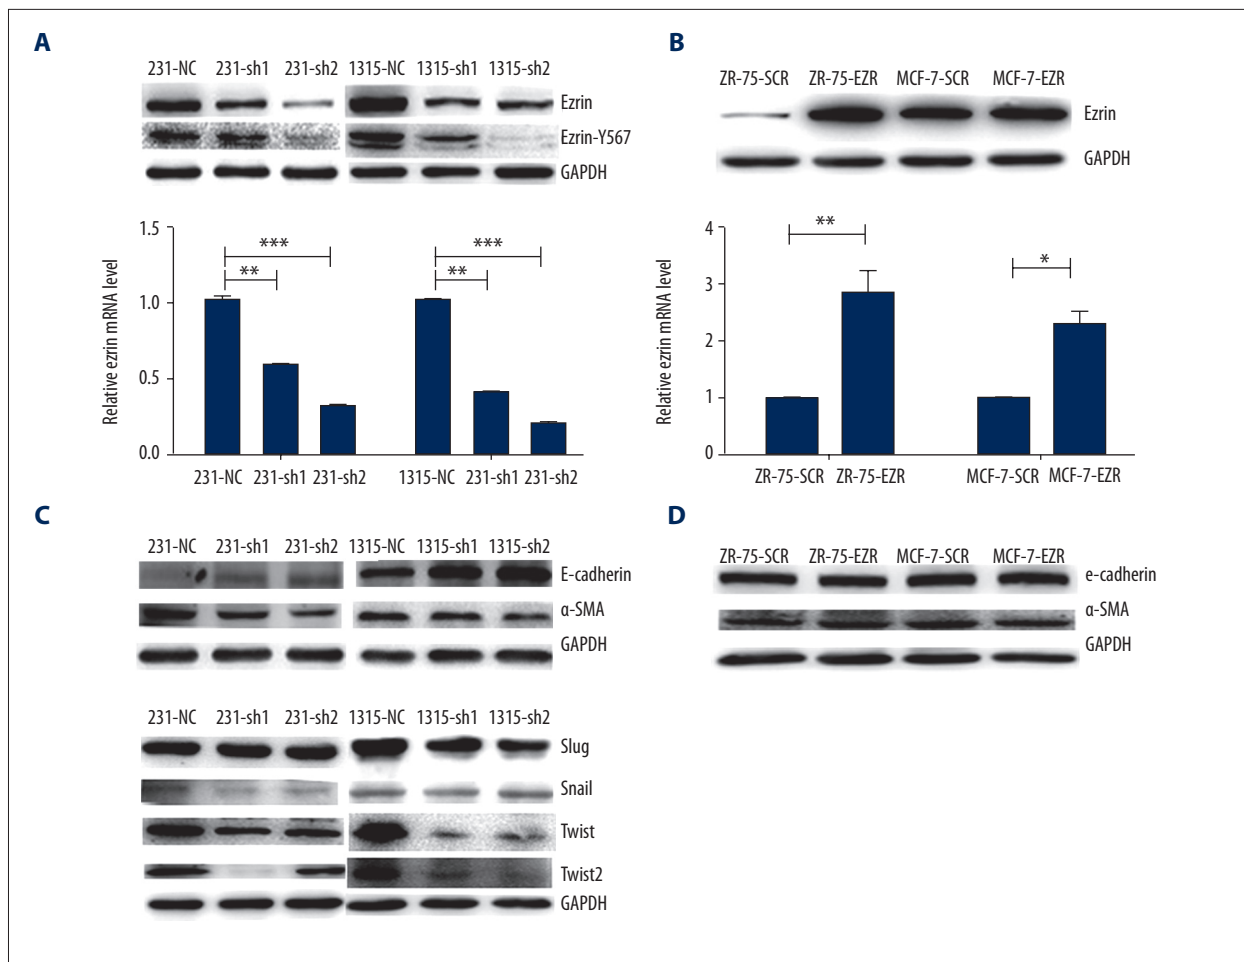 A
231-NC 231-sh1 231-sh2 1315-NC 1315-sh1 1315-sh2
Ezrin
Ezrin-Y567
GAPDH
1.5
1.0
0.5
0.0
Relative ezrin mRNA level
***
**
***
**
231-NC 231-sh1 231-sh2 1315-NC 231-sh1 231-sh2
B
ZR-75-SCR ZR-75-EZR MCF-7-SCR MCF-7-EZR
Ezrin
GAPDH
4
3
2
1
0
Relative ezrin mRNA level
**
*
ZR-75-SCR ZR-75-EZR MCF-7-SCR MCF-7-EZR
C
231-NC 231-sh1 231-sh2 1315-NC 1315-sh1 1315-sh2
E-cadherin
α-SMA
GAPDH
231-NC 231-sh1 231-sh2 1315-NC 1315-sh1 1315-sh2
Slug
Snail
Twist
Twist2
GAPDH
D
ZR-75-SCR ZR-75-EZR MCF-7-SCR MCF-7-EZR
e-cadherin
α-SMA
GAPDH